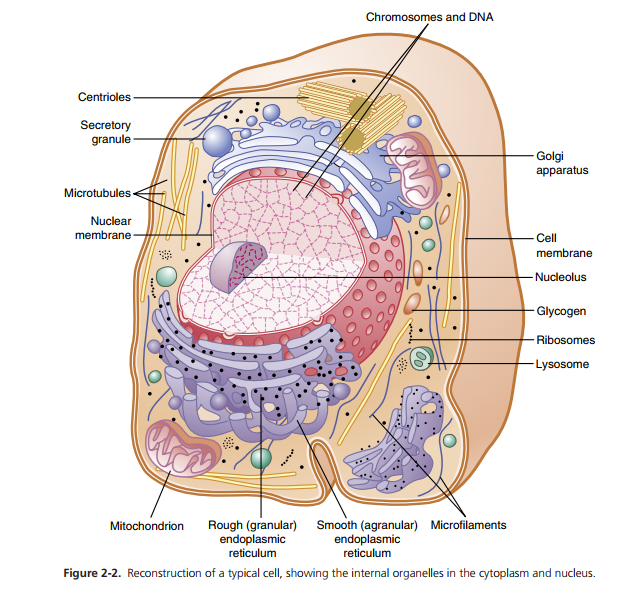 Chromosomes and DNA
Centrioles
Secretory
granule
Microtubules
Nuclear
membrane
Golgi
apparatus
Cell
membrane
Nucleolus
Glycogen
Ribosomes
Lysosome
Mitochondrion
Rough (granular)
endoplasmic
reticulum
Smooth (agranular)
endoplasmic
reticulum
Microfilaments
Figure 2-2. Reconstruction of a typical cell, showing the internal organelles in the cytoplasm and nucleus.